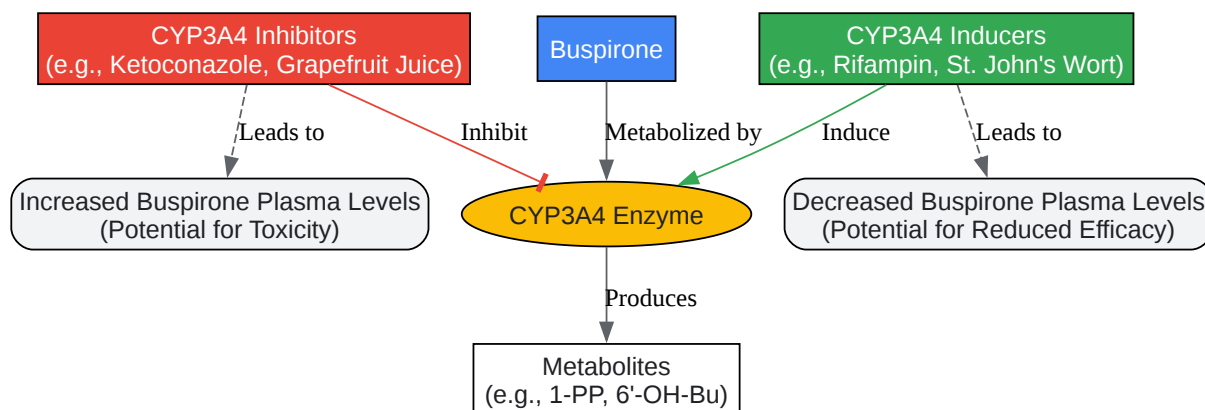 CYP3A4 Inhibitors
(e.g., Ketoconazole, Grapefruit Juice)
Buspirone
CYP3A4 Inducers
(e.g., Rifampin, St. John's Wort)
Leads to
Inhibit
Metabolized by
Induce
Leads to
Increased Buspirone Plasma Levels
(Potential for Toxicity)
CYP3A4 Enzyme
Decreased Buspirone Plasma Levels
(Potential for Reduced Efficacy)
Produces
Metabolites
(e.g., 1-PP, 6'-OH-Bu)